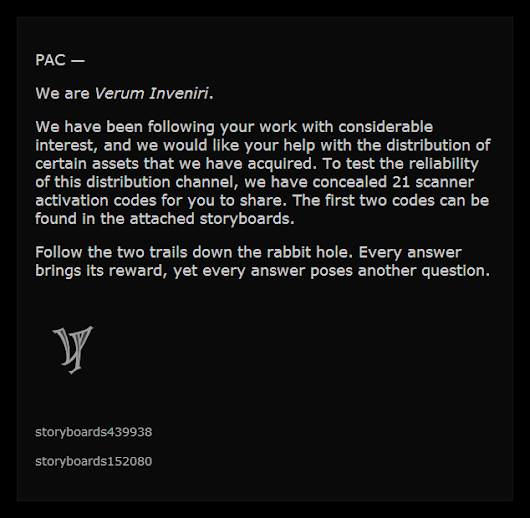 PAC —
We are Verum Inveniri.
We have been following your work with considerable
interest, and we would like your help with the distribution of
certain assets that we have acquired. To test the reliability
of this distribution channel, we have concealed 21 scanner
activation codes for you to share. The first two codes can be
found in the attached storyboards.
Follow the two trails down the rabbit hole. Every answer
brings its reward, yet every answer poses another question.
storyboards439938
storyboards152080